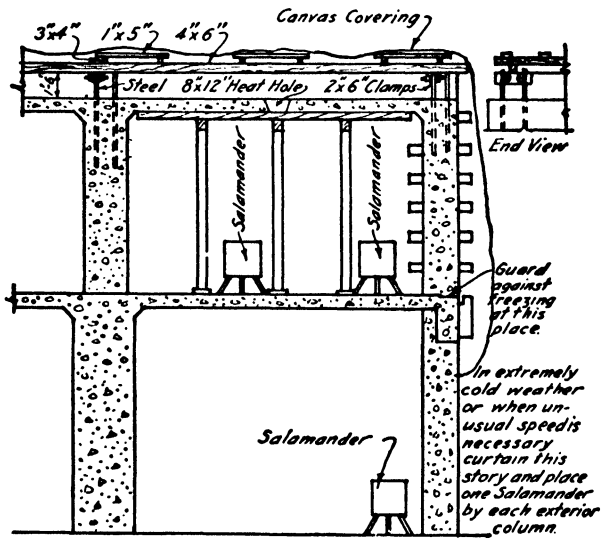 Canvas Covering
3"x4" 1"x5" 4"x6"
Steel 8"x12" Heat Hole 2"x6" Clamps
1'-6"
End View
Salamander
Salamander
Guard
against
freezing
at this
place.
In extremely
cold weather
or when un-
usual speed is
necessary
curtain this
story and place
one Salamander
by each exterior
column.
Salamander